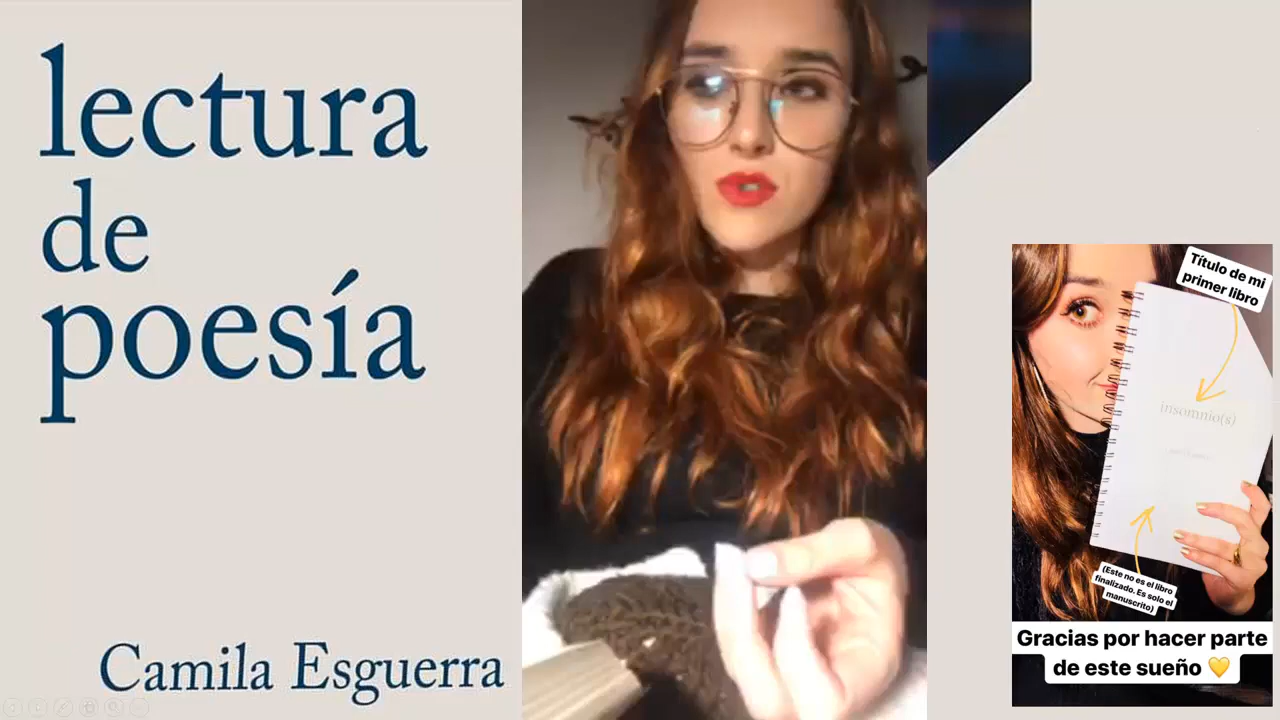 lectura
de
poesía
Camila Esguerra
Título de mi
primer libro
insomnio(s)
(Este no es el libro
finalizado. Es solo el
manuscrito)
Gracias por hacer parte
de este sueño 💛